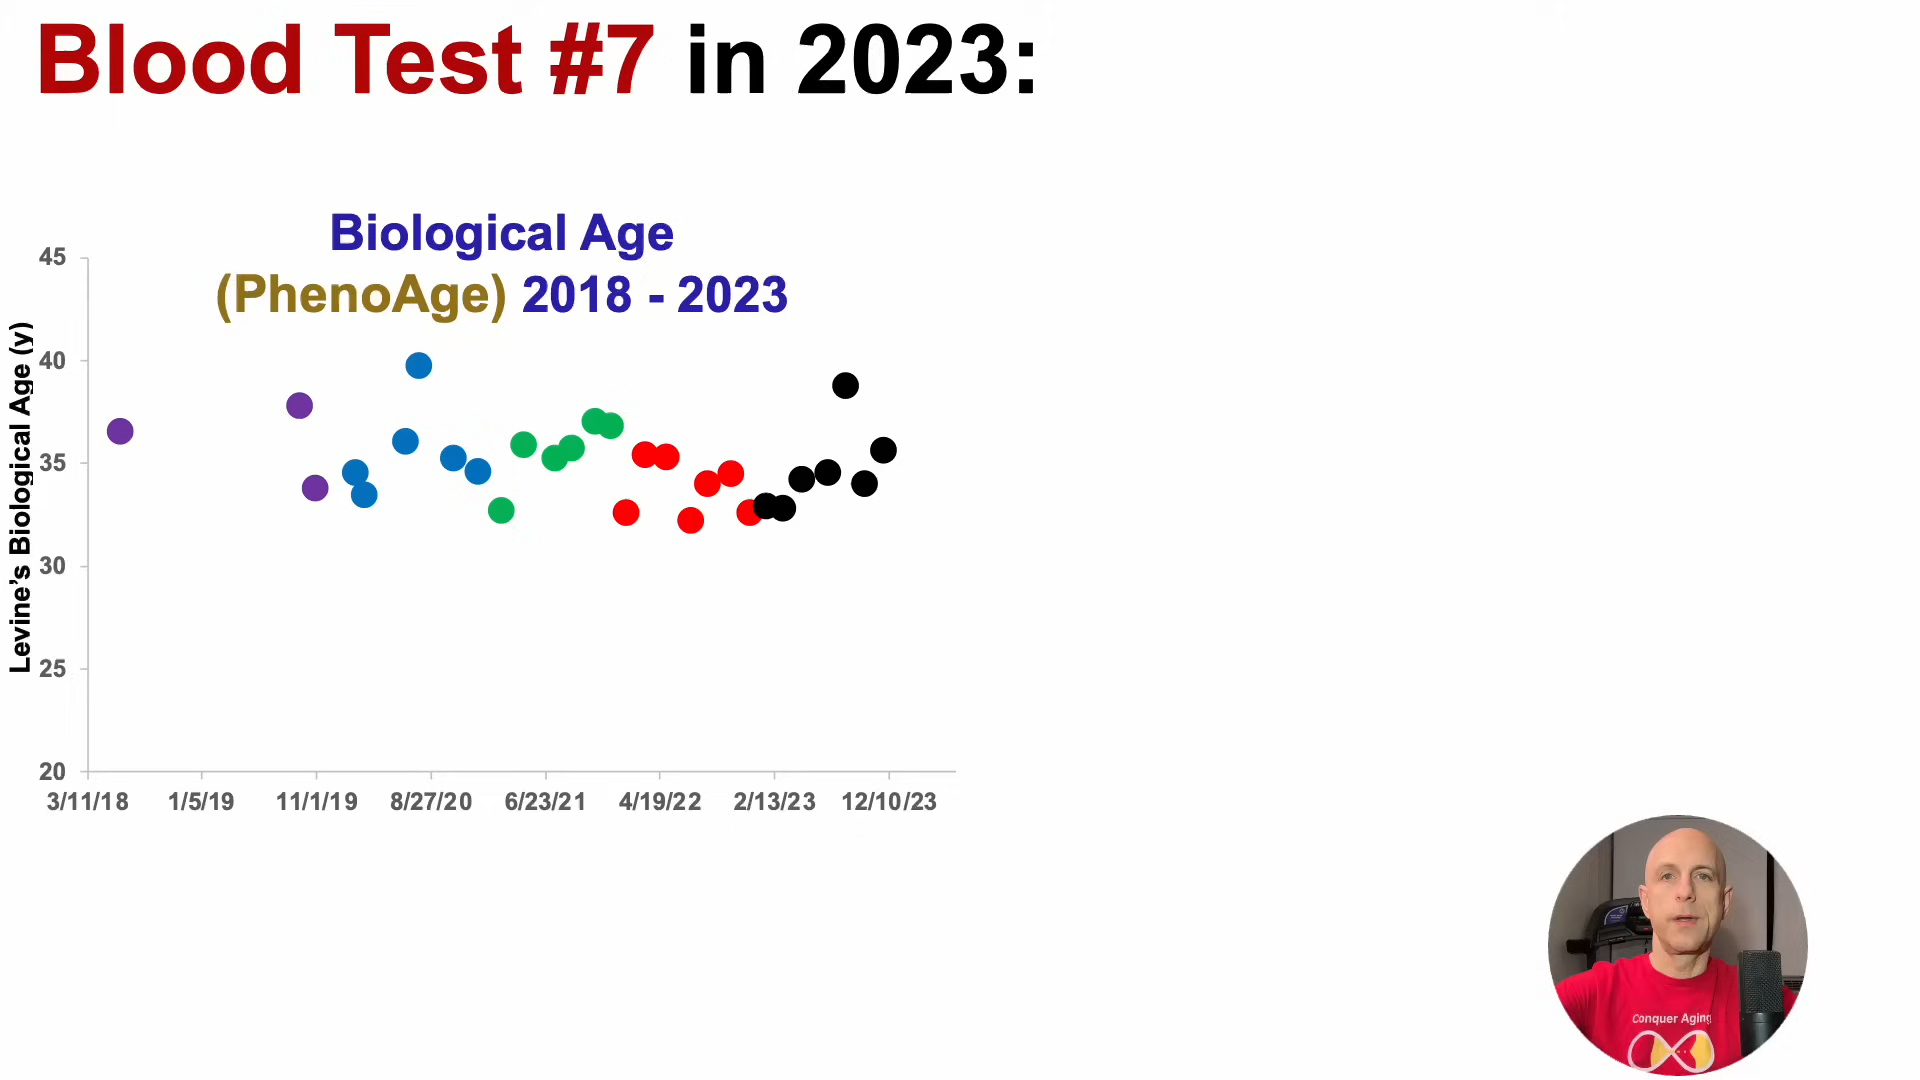 Blood Test #7 in 2023:
Biological Age
(PhenoAge) 2018 - 2023
Levine's Biological Age (y)
45
40
35
30
25
20
3/11/18 1/5/19 11/1/19 8/27/20 6/23/21 4/19/22 2/13/23 12/10/23
Conquer Aging